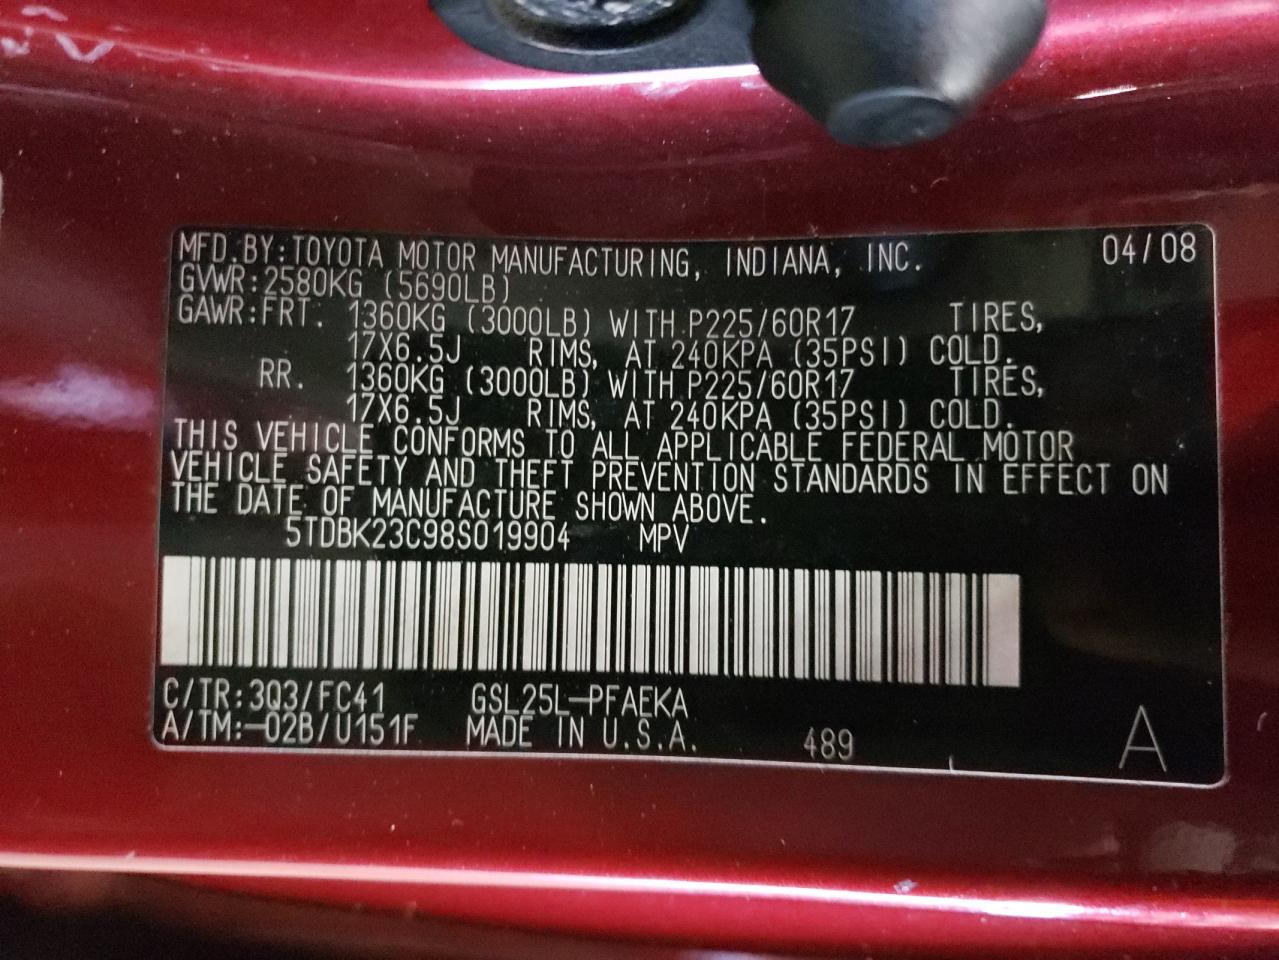 MFD.BY:TOYOTA MOTOR MANUFACTURING, INDIANA, INC. 04/08
GVWR:2580KG (5690LB)
GAWR:FRT. 1360KG (3000LB) WITH P225/60R17 TIRES,
17X6.5J RIMS, AT 240KPA (35PSI) COLD.
RR. 1360KG (3000LB) WITH P225/60R17 TIRES,
17X6.5J RIMS, AT 240KPA (35PSI) COLD.
THIS VEHICLE CONFORMS TO ALL APPLICABLE FEDERAL MOTOR
VEHICLE SAFETY AND THEFT PREVENTION STANDARDS IN EFFECT ON
THE DATE OF MANUFACTURE SHOWN ABOVE.
5TDBK23C98S019904 MPV
C/TR:3Q3/FC41 GSL25L-PFAEKA
A/TM:-02B/U151F MADE IN U.S.A. 489 A